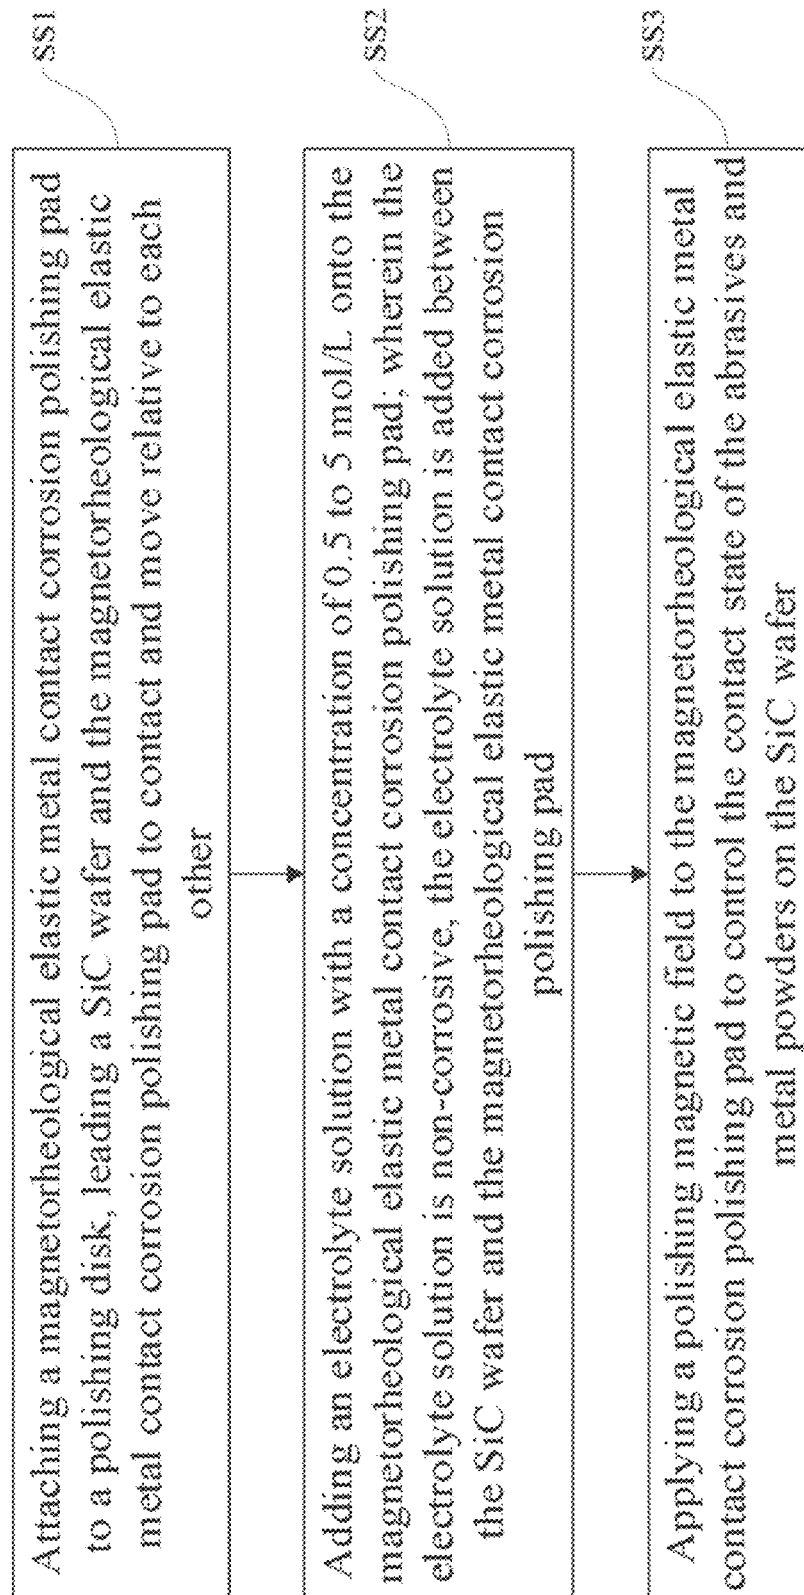 Attaching a magnetorheological elastic metal contact corrosion polishing pad
to a polishing disk, leading a SiC wafer and the magnetorheological elastic
metal contact corrosion polishing pad to contact and move relative to each
other
SS1
Adding an electrolyte solution with a concentration of 0.5 to 5 mol/L onto the
magnetorheological elastic metal contact corrosion polishing pad; wherein the
electrolyte solution is non-corrosive, the electrolyte solution is added between
the SiC wafer and the magnetorheological elastic metal contact corrosion
polishing pad
SS2
Applying a polishing magnetic field to the magnetorheological elastic metal
contact corrosion polishing pad to control the contact state of the abrasives and
metal powders on the SiC wafer
SS3